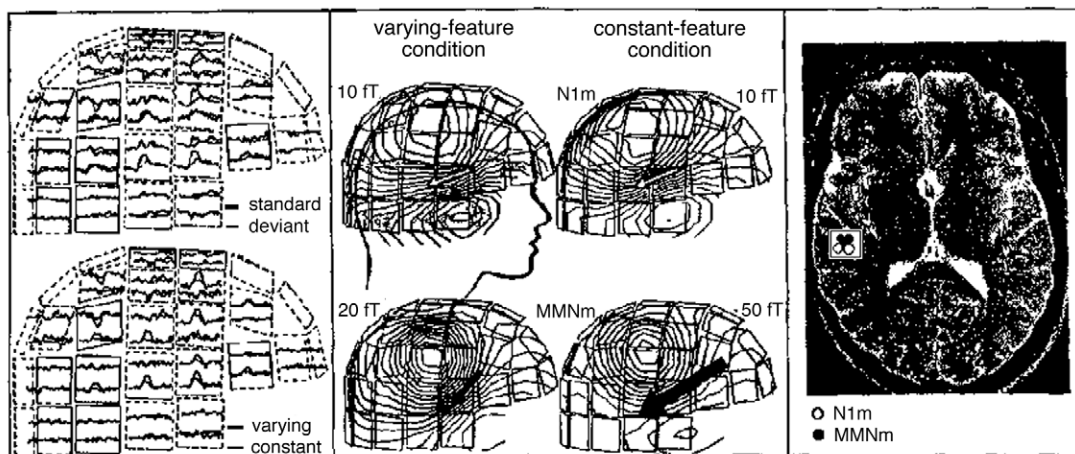 standard
deviant
varying
constant
varying-feature
condition
constant-feature
condition
10 fT
N1m
10 fT
20 fT
MMNm
50 fT
N1m
MMNm